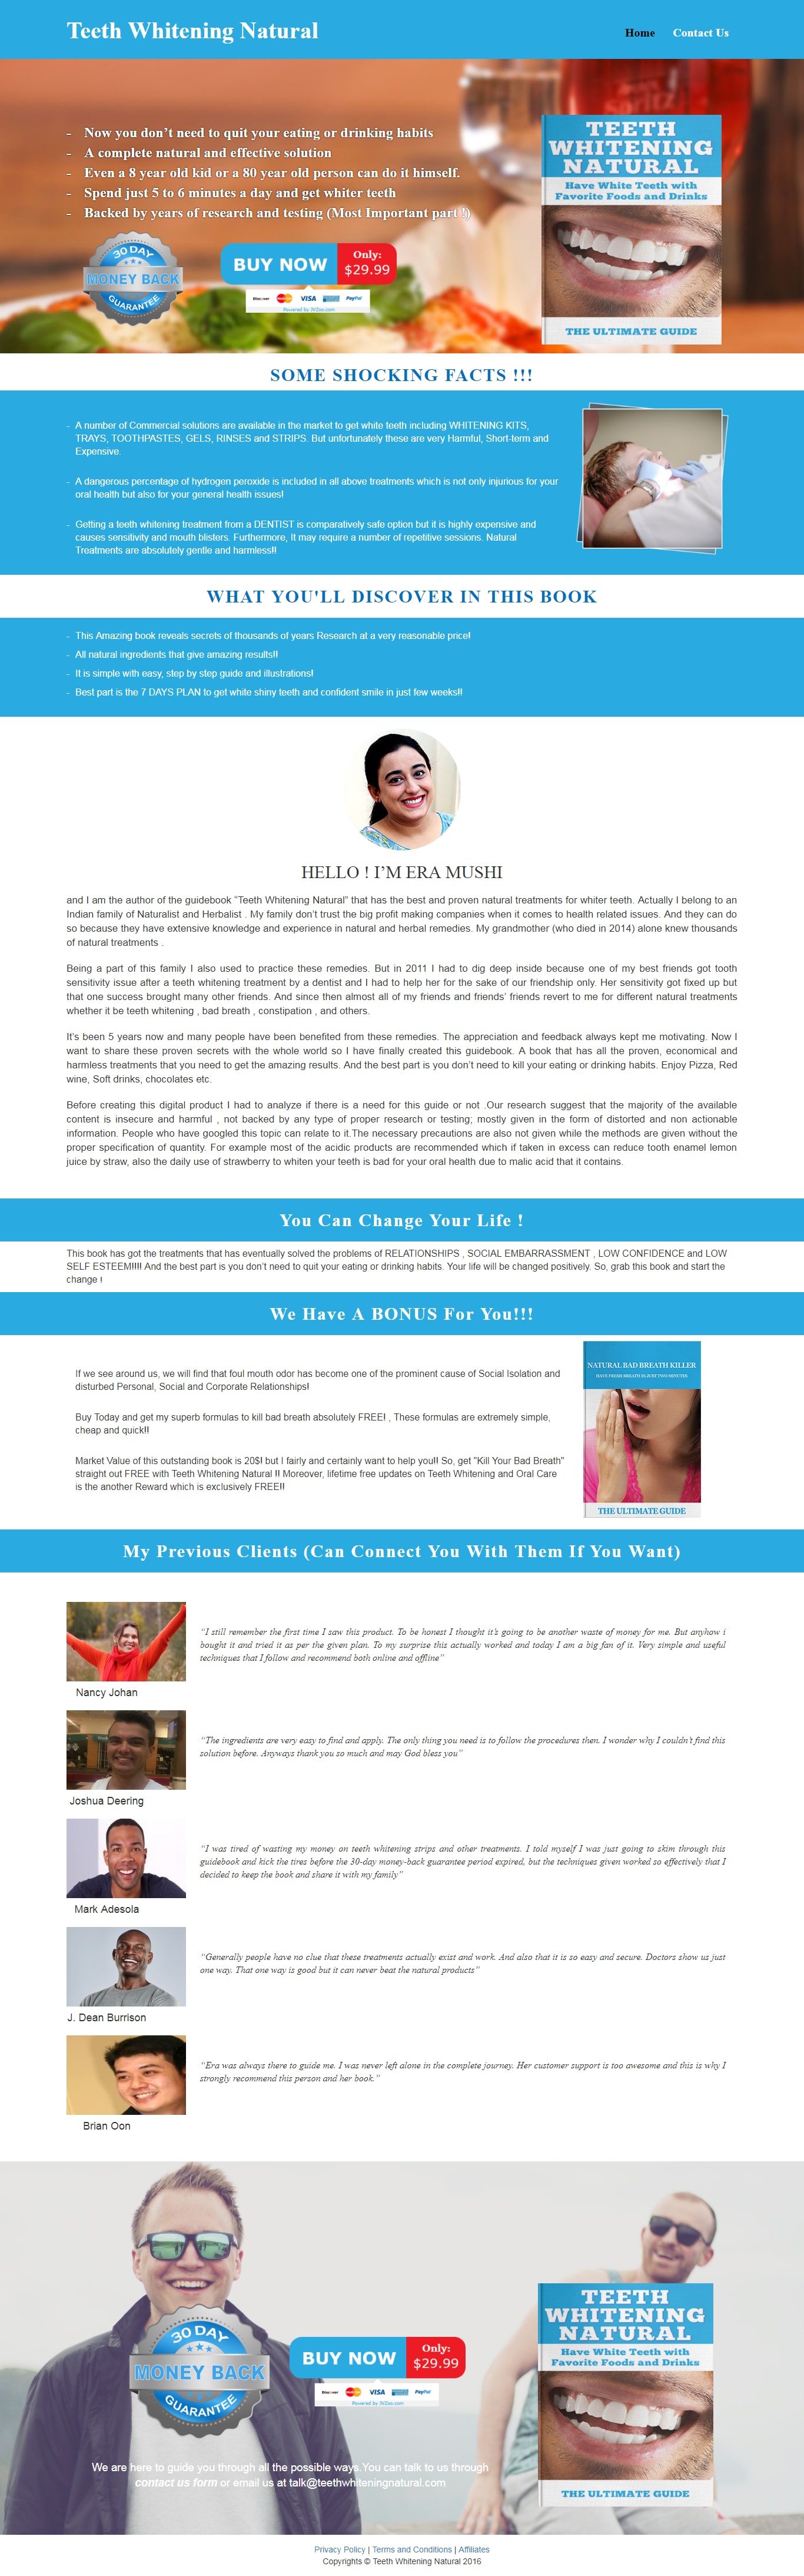 Teeth Whitening Natural
Home Contact Us
- Now you don't need to quit your eating or drinking habits
- A complete natural and effective solution
- Even a 8 year old kid or a 80 year old person can do it himself.
- Spend just 5 to 6 minutes a day and get whiter teeth
- Backed by years of research and testing (Most Important part !)
30 DAY
MONEY BACK
GUARANTEE
BUY NOW
Only:
$29.99
Discover VISA PayPal
Powered by JVZoo.com
TEETH
WHITENING
NATURAL
Have White Teeth with
Favorite Foods and Drinks
THE ULTIMATE GUIDE
SOME SHOCKING FACTS !!!
- A number of Commercial solutions are available in the market to get white teeth including WHITENING KITS,
TRAYS, TOOTHPASTES, GELS, RINSES and STRIPS. But unfortunately these are very Harmful, Short-term and
Expensive.
- A dangerous percentage of hydrogen peroxide is included in all above treatments which is not only injurious for your
oral health but also for your general health issues!
- Getting a teeth whitening treatment from a DENTIST is comparatively safe option but it is highly expensive and
causes sensitivity and mouth blisters. Furthermore, It may require a number of repetitive sessions. Natural
Treatments are absolutely gentle and harmless!!
WHAT YOU'LL DISCOVER IN THIS BOOK
- This Amazing book reveals secrets of thousands of years Research at a very reasonable price!
- All natural ingredients that give amazing results!!
- It is simple with easy, step by step guide and illustrations!
- Best part is the 7 DAYS PLAN to get white shiny teeth and confident smile in just few weeks!!
HELLO ! I'M ERA MUSHI
and I am the author of the guidebook "Teeth Whitening Natural" that has the best and proven natural treatments for whiter teeth. Actually I belong to an
Indian family of Naturalist and Herbalist . My family don't trust the big profit making companies when it comes to health related issues. And they can do
so because they have extensive knowledge and experience in natural and herbal remedies. My grandmother (who died in 2014) alone knew thousands
of natural treatments .
Being a part of this family I also used to practice these remedies. But in 2011 I had to dig deep inside because one of my best friends got tooth
sensitivity issue after a teeth whitening treatment by a dentist and I had to help her for the sake of our friendship only. Her sensitivity got fixed up but
that one success brought many other friends. And since then almost all of my friends and friends' friends revert to me for different natural treatments
whether it be teeth whitening , bad breath , constipation , and others.
It's been 5 years now and many people have been benefited from these remedies. The appreciation and feedback always kept me motivating. Now I
want to share these proven secrets with the whole world so I have finally created this guidebook. A book that has all the proven, economical and
harmless treatments that you need to get the amazing results. And the best part is you don't need to kill your eating or drinking habits. Enjoy Pizza, Red
wine, Soft drinks, chocolates etc.
Before creating this digital product I had to analyze if there is a need for this guide or not .Our research suggest that the majority of the available
content is insecure and harmful , not backed by any type of proper research or testing; mostly given in the form of distorted and non actionable
information. People who have googled this topic can relate to it.The necessary precautions are also not given while the methods are given without the
proper specification of quantity. For example most of the acidic products are recommended which if taken in excess can reduce tooth enamel lemon
juice by straw, also the daily use of strawberry to whiten your teeth is bad for your oral health due to malic acid that it contains.
You Can Change Your Life !
This book has got the treatments that has eventually solved the problems of RELATIONSHIPS , SOCIAL EMBARRASSMENT , LOW CONFIDENCE and LOW
SELF ESTEEM!!!! And the best part is you don't need to quit your eating or drinking habits. Your life will be changed positively. So, grab this book and start the
change !
We Have A BONUS For You!!!
If we see around us, we will find that foul mouth odor has become one of the prominent cause of Social Isolation and
disturbed Personal, Social and Corporate Relationships!
Buy Today and get my superb formulas to kill bad breath absolutely FREE! , These formulas are extremely simple,
cheap and quick!!
Market Value of this outstanding book is 20$! but I fairly and certainly want to help you!! So, get "Kill Your Bad Breath"
straight out FREE with Teeth Whitening Natural !! Moreover, lifetime free updates on Teeth Whitening and Oral Care
is the another Reward which is exclusively FREE!!
NATURAL BAD BREATH KILLER
HAVE FRESH BREATH IN JUST TWO MINUTES
THE ULTIMATE GUIDE
My Previous Clients (Can Connect You With Them If You Want)
"I still remember the first time I saw this product. To be honest I thought it's going to be another waste of money for me. But anyhow i
bought it and tried it as per the given plan. To my surprise this actually worked and today I am a big fan of it. Very simple and useful
techniques that I follow and recommend both online and offline"
Nancy Johan
"The ingredients are very easy to find and apply. The only thing you need is to follow the procedures then. I wonder why I couldn't find this
solution before. Anyways thank you so much and may God bless you"
Joshua Deering
"I was tired of wasting my money on teeth whitening strips and other treatments. I told myself I was just going to skim through this
guidebook and kick the tires before the 30-day money-back guarantee period expired, but the techniques given worked so effectively that I
decided to keep the book and share it with my family"
Mark Adesola
"Generally people have no clue that these treatments actually exist and work. And also that it is so easy and secure. Doctors show us just
one way. That one way is good but it can never beat the natural products"
J. Dean Burrison
"Era was always there to guide me. I was never left alone in the complete journey. Her customer support is too awesome and this is why I
strongly recommend this person and her book."
Brian Oon
30 DAY
MONEY BACK
GUARANTEE
BUY NOW
Only:
$29.99
Discover VISA PayPal
Powered by JVZoo.com
TEETH
WHITENING
NATURAL
Have White Teeth with
Favorite Foods and Drinks
THE ULTIMATE GUIDE
We are here to guide you through all the possible ways.You can talk to us through
contact us form or email us at talk@teethwhiteningnatural.com
Privacy Policy | Terms and Conditions | Affiliates
Copyrights © Teeth Whitening Natural 2016